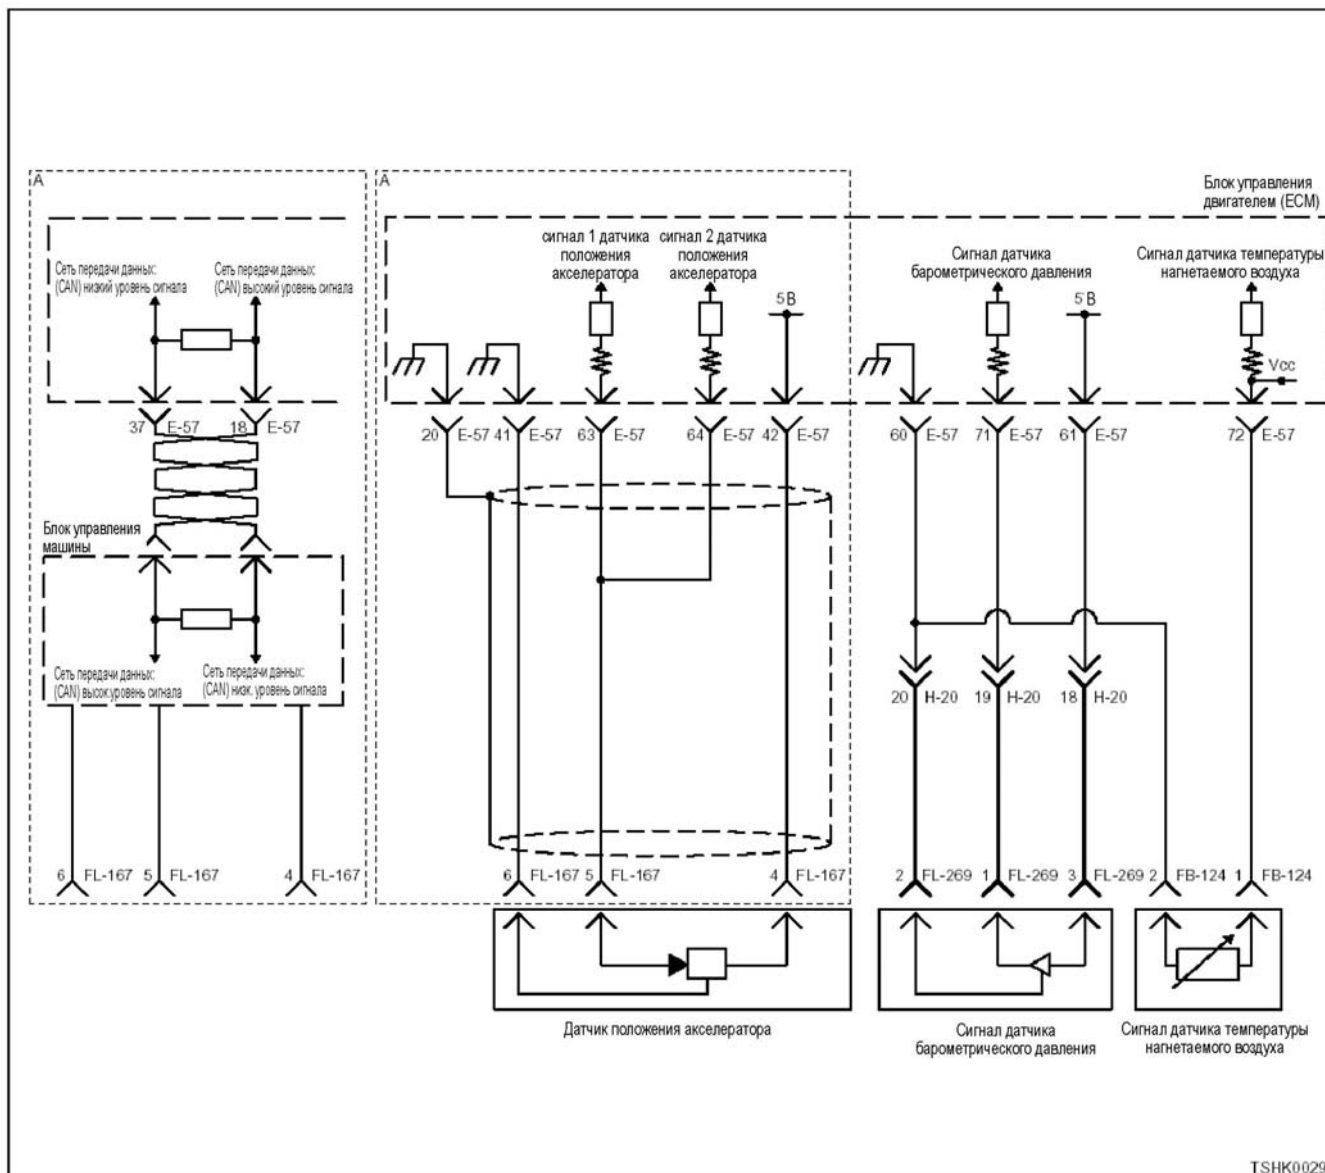 A
A
Блок управления
двигателем (ECM)
Сеть передачи данных:
(CAN) низкий уровень сигнала
Сеть передачи данных:
(CAN) высокий уровень сигнала
сигнал 1 датчика
положения
акселератора
сигнал 2 датчика
положения
акселератора
5В
Сигнал датчика
барометрического давления
5В
Сигнал датчика температуры
нагнетаемого воздуха
Vcc
37 E-57 18 E-57
20 E-57 41 E-57 63 E-57 64 E-57 42 E-57 60 E-57 71 E-57 61 E-57 72 E-57
Блок управления
машины
Сеть передачи данных:
(CAN) высок.уровень сигнала
Сеть передачи данных:
(CAN) низк. уровень сигнала
20 H-20 19 H-20 18 H-20
6 FL-167 5 FL-167 4 FL-167
6 FL-167 5 FL-167 4 FL-167
2 FL-269 1 FL-269 3 FL-269 2 FB-124 1 FB-124
Датчик положения акселератора
Сигнал датчика
барометрического давления
Сигнал датчика температуры
нагнетаемого воздуха
TSHK0029